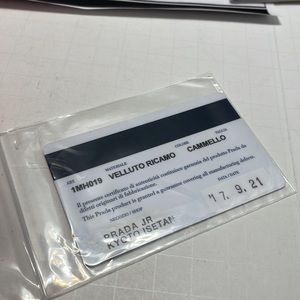 ART. MATERIALE COLORE TAGLIA
1MH019 VELLUTO RICAMO CAMMELLO
Il presente certificato di autenticità costituisce garanzia del prodotto Prada da
difetti originari di fabbricazione.
This Prada product is granted a guarantee covering all manufacturing defects.
NEGOZIO / SHOP DATA / DATE
PRADA JR
KYOTO ISETAN
'17. 9. 21